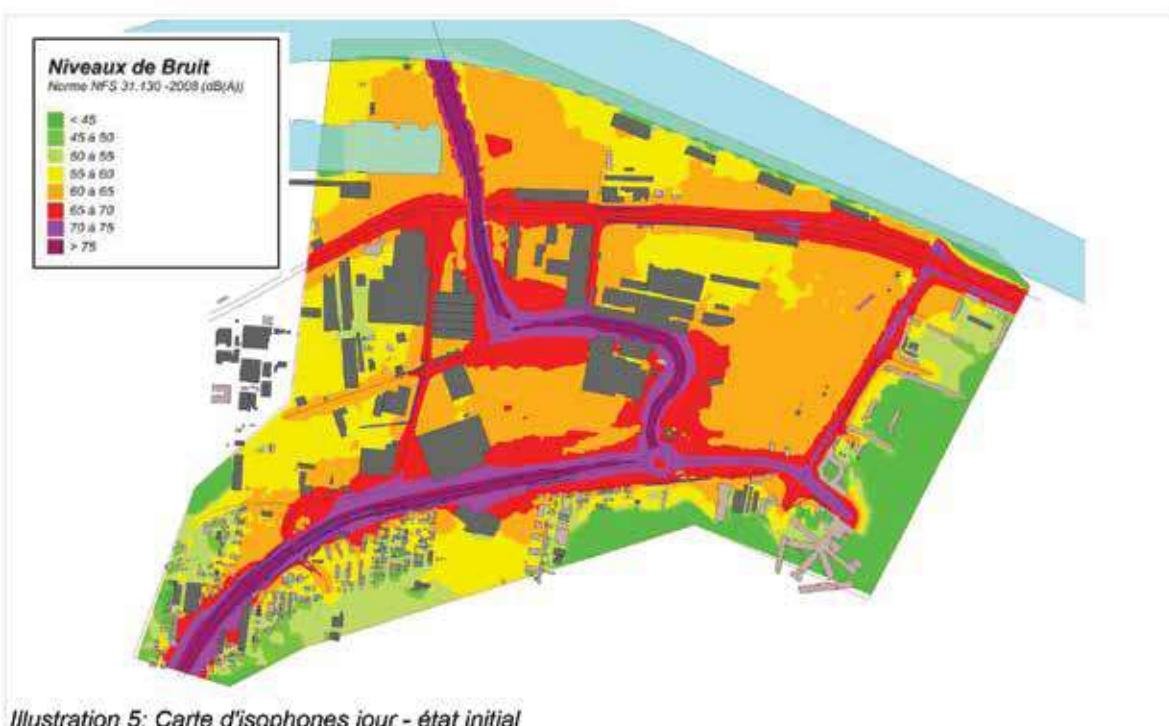 Niveaux de Bruit
Norme NFS 31.130 -2008 (dB(A))
< 45
45 à 50
50 à 55
55 à 60
60 à 65
65 à 70
70 à 75
> 75
Illustration 5: Carte d'isophones jour - état initial